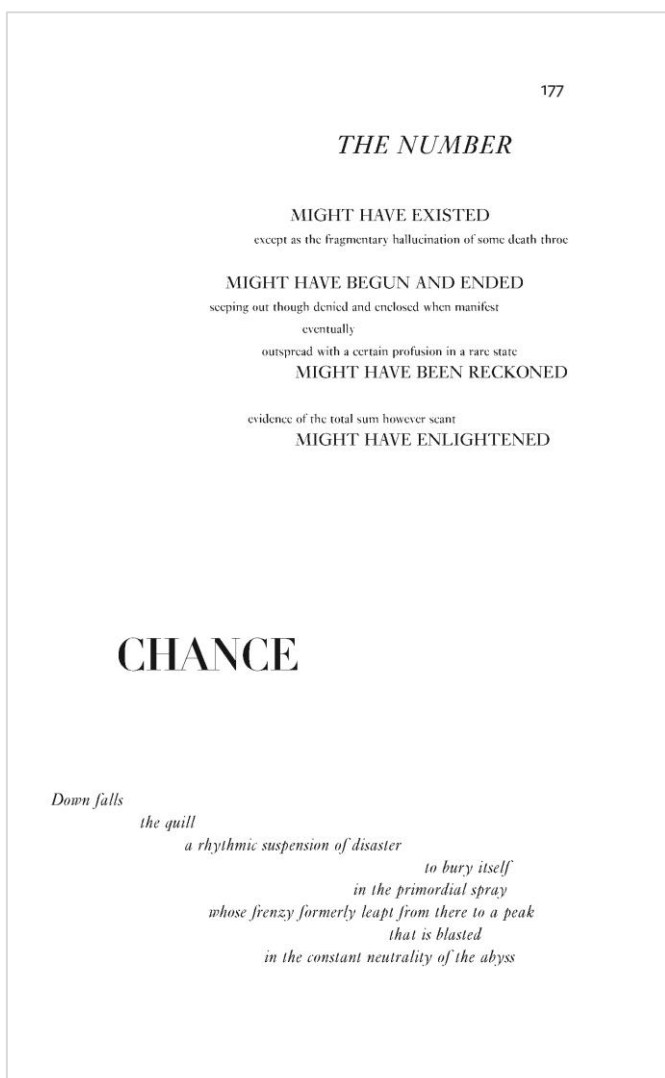 177
THE NUMBER
MIGHT HAVE EXISTED
except as the fragmentary hallucination of some death throe
MIGHT HAVE BEGUN AND ENDED
seeping out though denied and enclosed when manifest
eventually
outspread with a certain profusion in a rare state
MIGHT HAVE BEEN RECKONED
evidence of the total sum however scant
MIGHT HAVE ENLIGHTENED
CHANCE
Down falls
the quill
a rhythmic suspension of disaster
to bury itself
in the primordial spray
whose frenzy formerly leapt from there to a peak
that is blasted
in the constant neutrality of the abyss